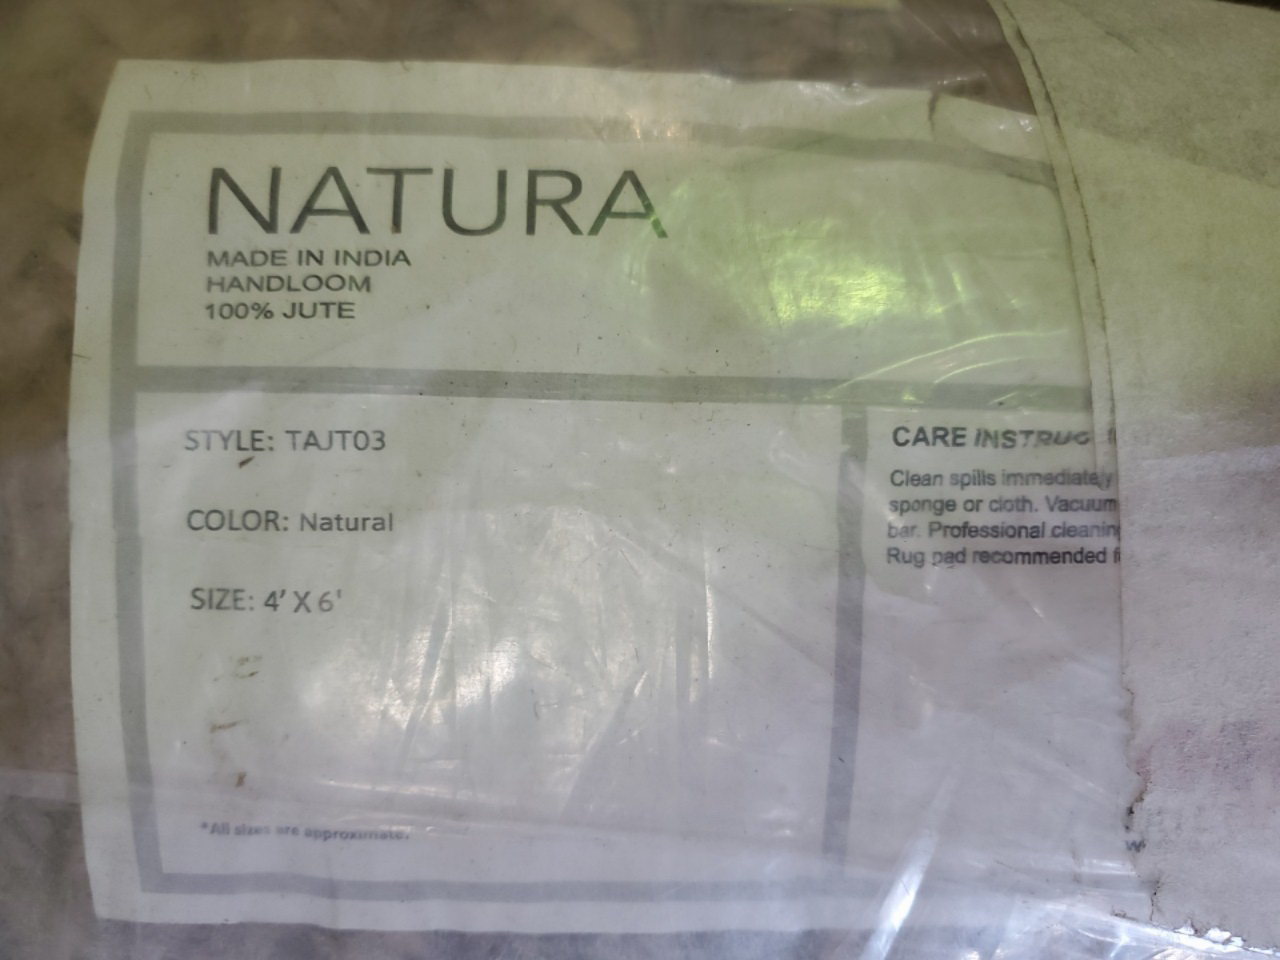 NATURA
MADE IN INDIA
HANDLOOM
100% JUTE
STYLE: TAJT03
COLOR: Natural
SIZE: 4' X 6'
*All sizes are approximate.
CARE INSTRUC
Clean spills immediately
sponge or cloth. Vacuum
bar. Professional cleaning
Rug pad recommended